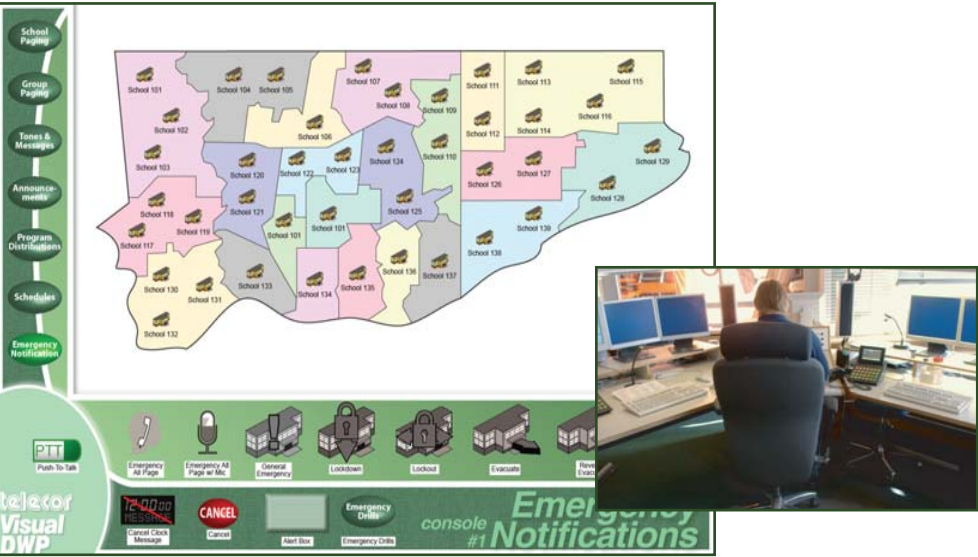 School
Paging
Group
Paging
Tones &
Messages
Announce-
ments
Program
Distributions
Schedules
Emergency
Notification
School 101
School 102
School 103
School 104
School 105
School 106
School 107
School 108
School 109
School 110
School 111
School 112
School 113
School 114
School 115
School 116
School 117
School 118
School 119
School 120
School 121
School 122
School 123
School 124
School 125
School 126
School 127
School 128
School 129
School 101
School 101
School 130
School 131
School 132
School 133
School 134
School 135
School 136
School 137
School 138
School 139
PTT
Push-To-Talk
Emergency
All Page
Emergency All
Page w/ Mic
General
Emergency
Lockdown
Lockout
Evacuate
telecor
Visual
DWP
12:00:00
MESSAGE
Cancel Clock
Message
CANCEL
Cancel
Alert Box
Emergency
Drills
Emergency Drills
console
#1
Emergency
Notifications